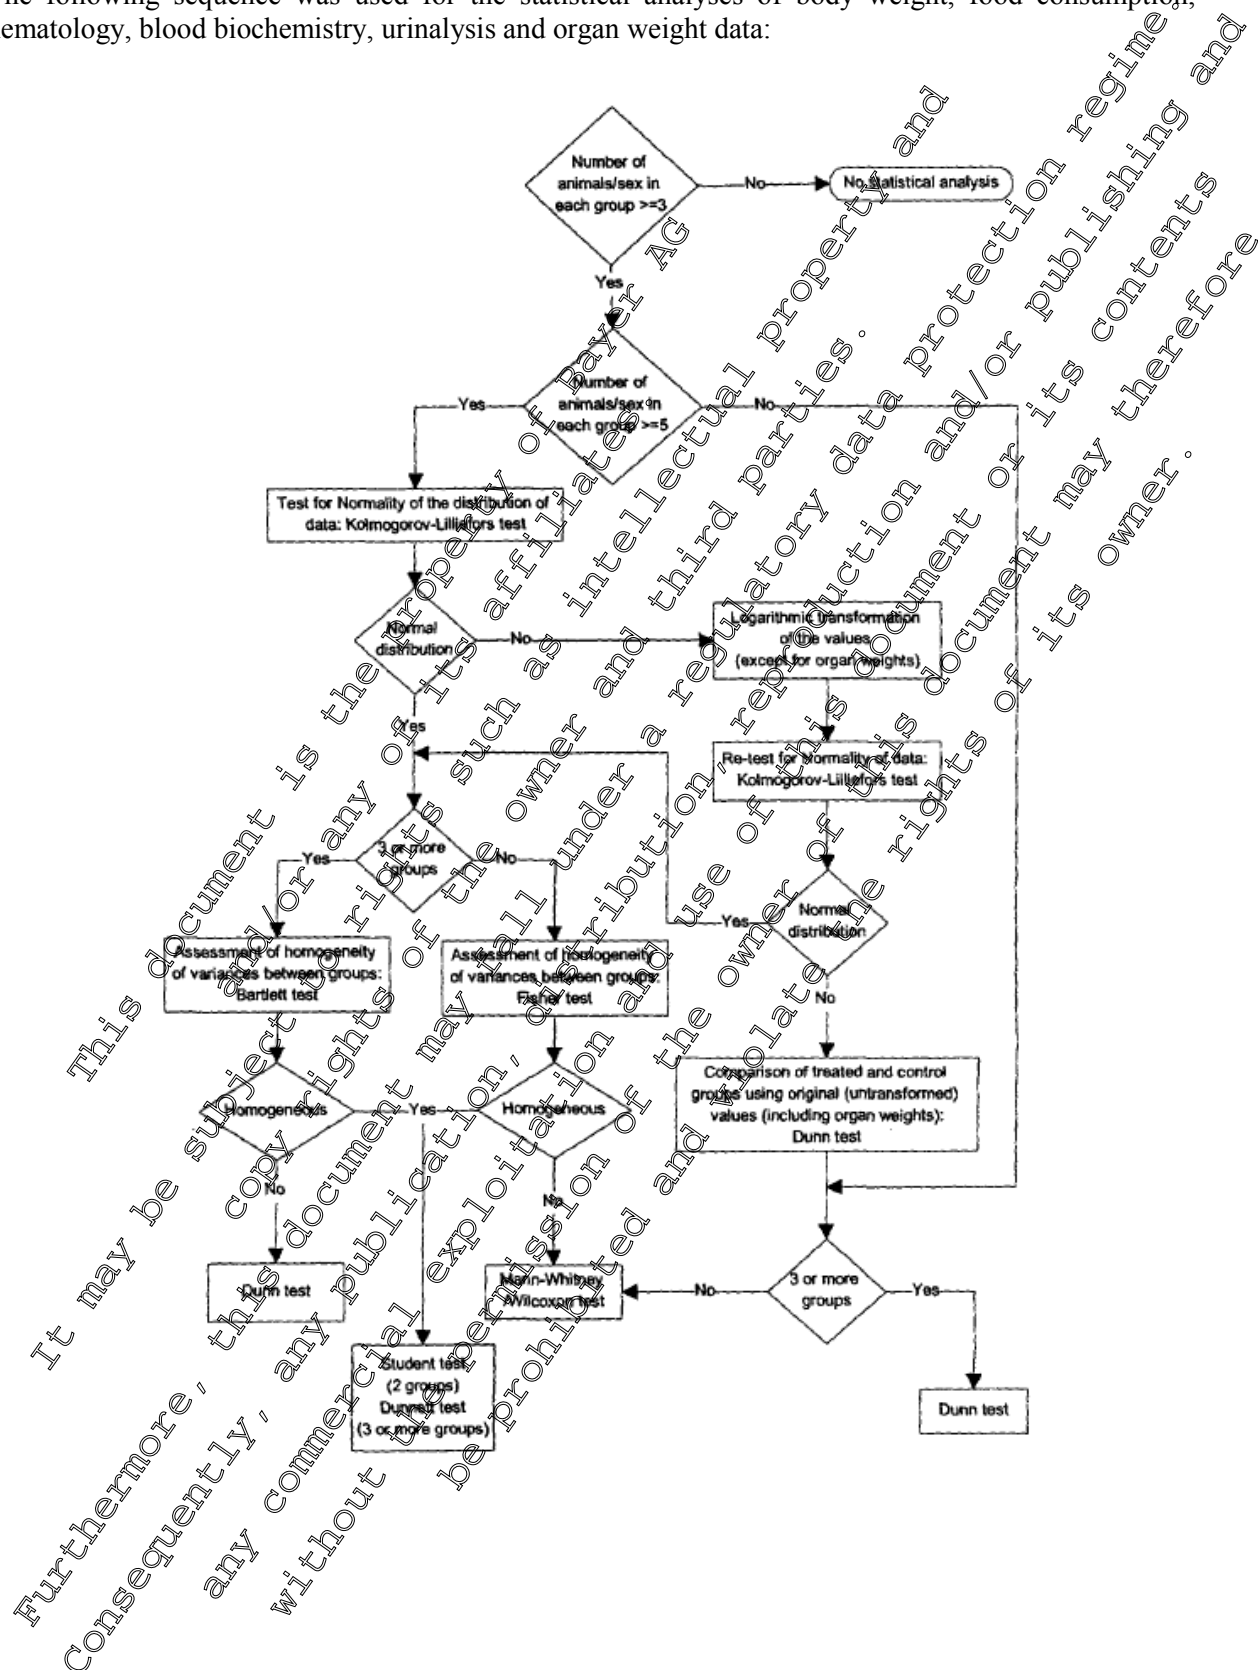 The following sequence was used for the statistical analyses of body weight, food consumption,
hematology, blood biochemistry, urinalysis and organ weight data:
Number of
animals/sex in
each group >=3
No
No statistical analysis
Yes
Number of
animals/sex in
each group >=5
Yes
No
Test for Normality of the distribution of
data: Kolmogorov-Lilliefors test
Normal
distribution
No
Logarithmic transformation
of the values
(except for organ weights)
Yes
Re-test for Normality of data:
Kolmogorov-Lilliefors test
3 or more
groups
Yes
No
Normal
distribution
Yes
No
Assessment of homogeneity
of variances between groups:
Bartlett test
Assessment of homogeneity
of variances between groups:
Fisher test
Comparison of treated and control
groups using original (untransformed)
values (including organ weights):
Dunn test
Homogeneous
Yes
Homogeneous
No
No
Dunn test
Mann-Whitney
/Wilcoxon test
No
3 or more
groups
Yes
Student test
(2 groups)
Dunnett test
(3 or more groups)
Dunn test
This document is the property of Bayer AG
and/or any of its affiliates.
It may be subject to rights such as intellectual property and
copy rights of the owner and third parties.
Furthermore, this document may fall under a regulatory data protection regime.
Consequently, any publication, distribution, reproduction and/or publishing and
any commercial exploitation and use of this document or its contents
without the permission of the owner of this document may therefore
be prohibited and violate the rights of its owner.